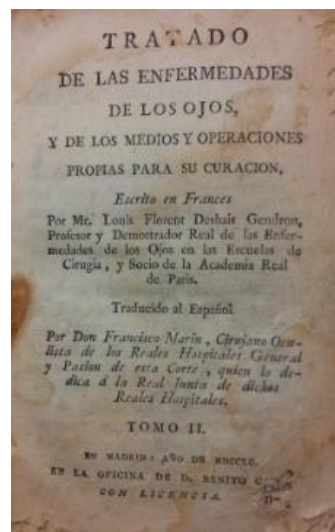 TRATADO
DE LAS ENFERMEDADES
DE LOS OJOS,
Y DE LOS MEDIOS Y OPERACIONES
PROPIAS PARA SU CURACION,
Escrito en Frances
Por Mr. Louis Florent Deshais Gendron,
Profesor y Demostrador Real de las Enfer-
medades de los Ojos en las Escuelas de
Cirugia, y Socio de la Academia Real
de Paris.
Traducido al Español
Por Don Francisco Marin, Cirujano Ocu-
lista de los Reales Hospitales General
y Pasion de esta Corte, quien lo de-
dica á la Real Junta de dichos
Reales Hospitales.
TOMO II.
EN MADRID: AÑO DE
EN LA OFICINA DE D. BENITO
CON LICENCIA.